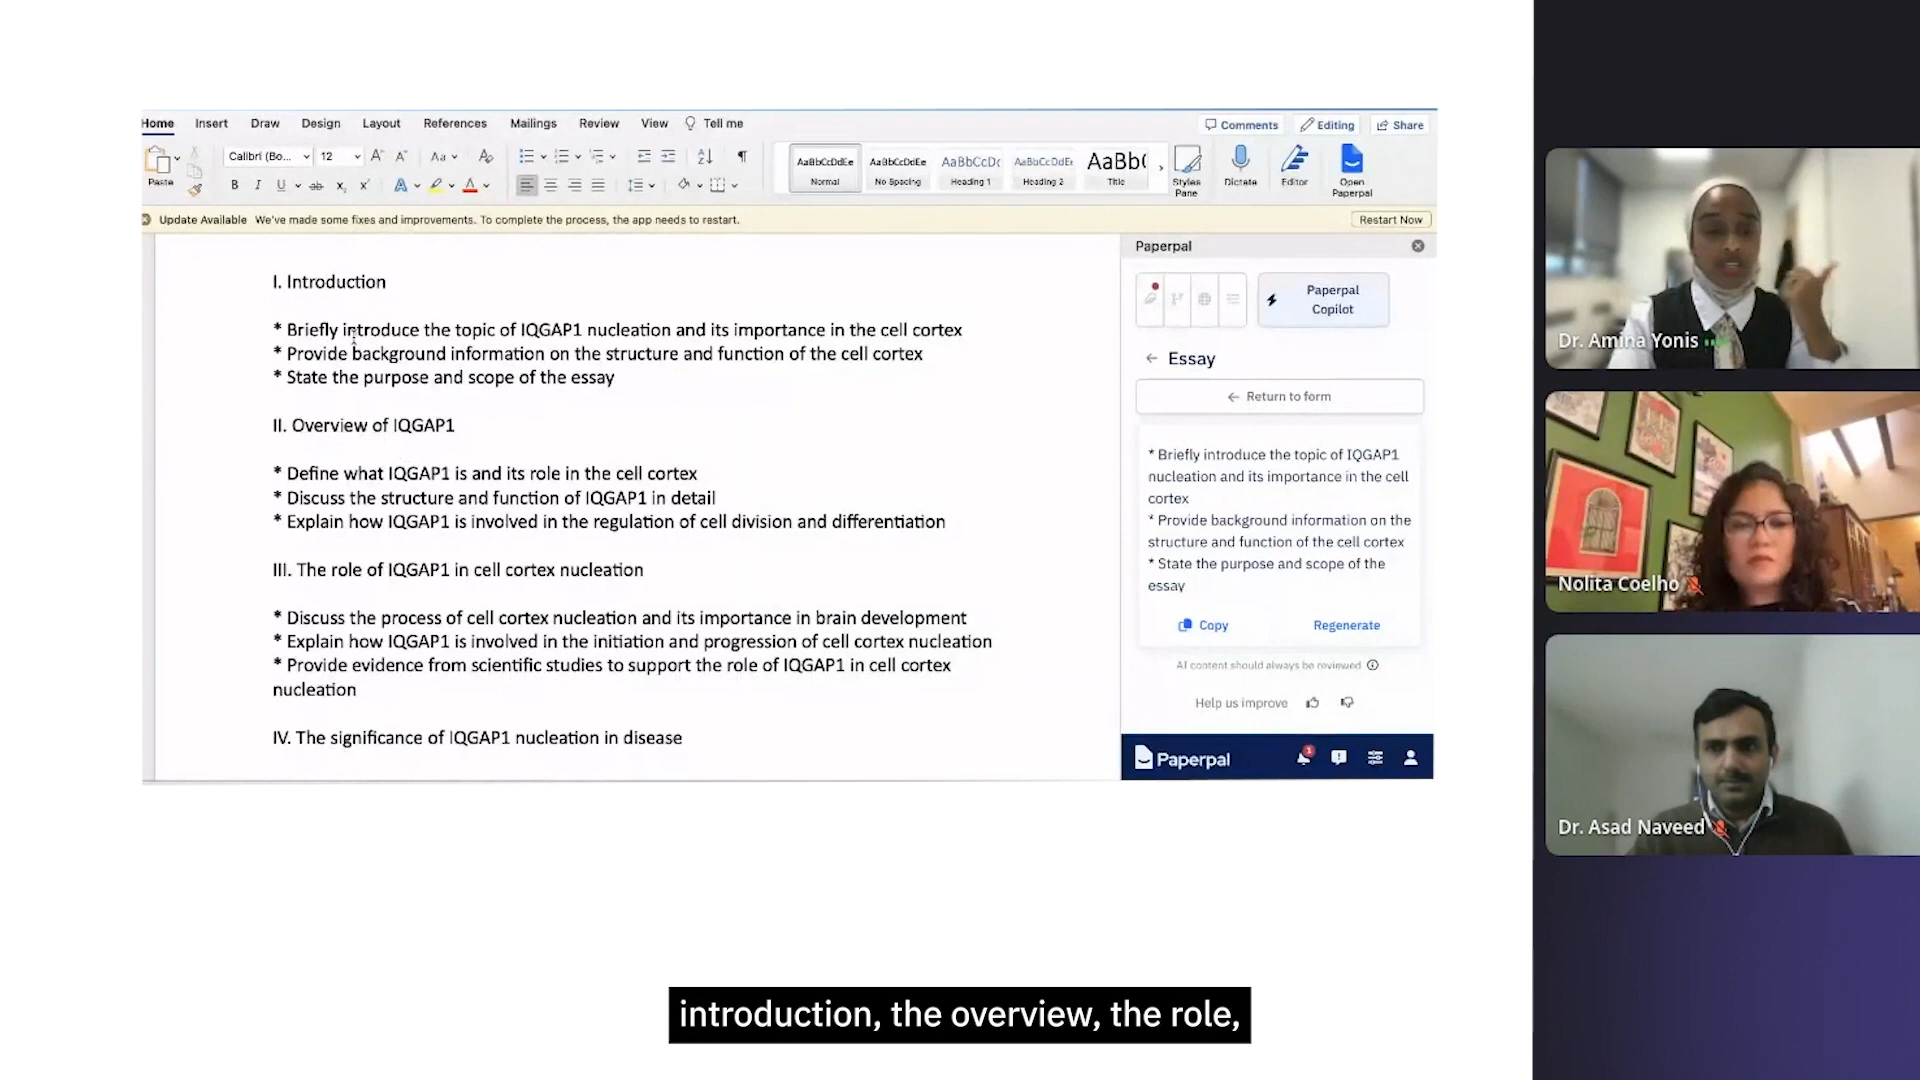 Home Insert Draw Design Layout References Mailings Review View Tell me
Comments Editing Share
Paste
Calibri (Bo... 12
Aa
B I U ab x x A A
AaBbCcDdEe AaBbCcDdEe AaBbCcDc AaBbCcDdEe AaBb(
Normal No Spacing Heading 1 Heading 2 Title
Styles Pane
Dictate
Editor
Open Paperpal
Update Available We've made some fixes and improvements. To complete the process, the app needs to restart.
Restart Now
I. Introduction
* Briefly introduce the topic of IQGAP1 nucleation and its importance in the cell cortex
* Provide background information on the structure and function of the cell cortex
* State the purpose and scope of the essay
II. Overview of IQGAP1
* Define what IQGAP1 is and its role in the cell cortex
* Discuss the structure and function of IQGAP1 in detail
* Explain how IQGAP1 is involved in the regulation of cell division and differentiation
III. The role of IQGAP1 in cell cortex nucleation
* Discuss the process of cell cortex nucleation and its importance in brain development
* Explain how IQGAP1 is involved in the initiation and progression of cell cortex nucleation
* Provide evidence from scientific studies to support the role of IQGAP1 in cell cortex
nucleation
IV. The significance of IQGAP1 nucleation in disease
Paperpal
Paperpal
Copilot
Essay
Return to form
* Briefly introduce the topic of IQGAP1
nucleation and its importance in the cell
cortex
* Provide background information on the
structure and function of the cell cortex
* State the purpose and scope of the
essay
Copy Regenerate
AI content should always be reviewed
Help us improve
Paperpal
1
Dr. Amina Yonis
Nolita Coelho
Dr. Asad Naveed
introduction, the overview, the role,